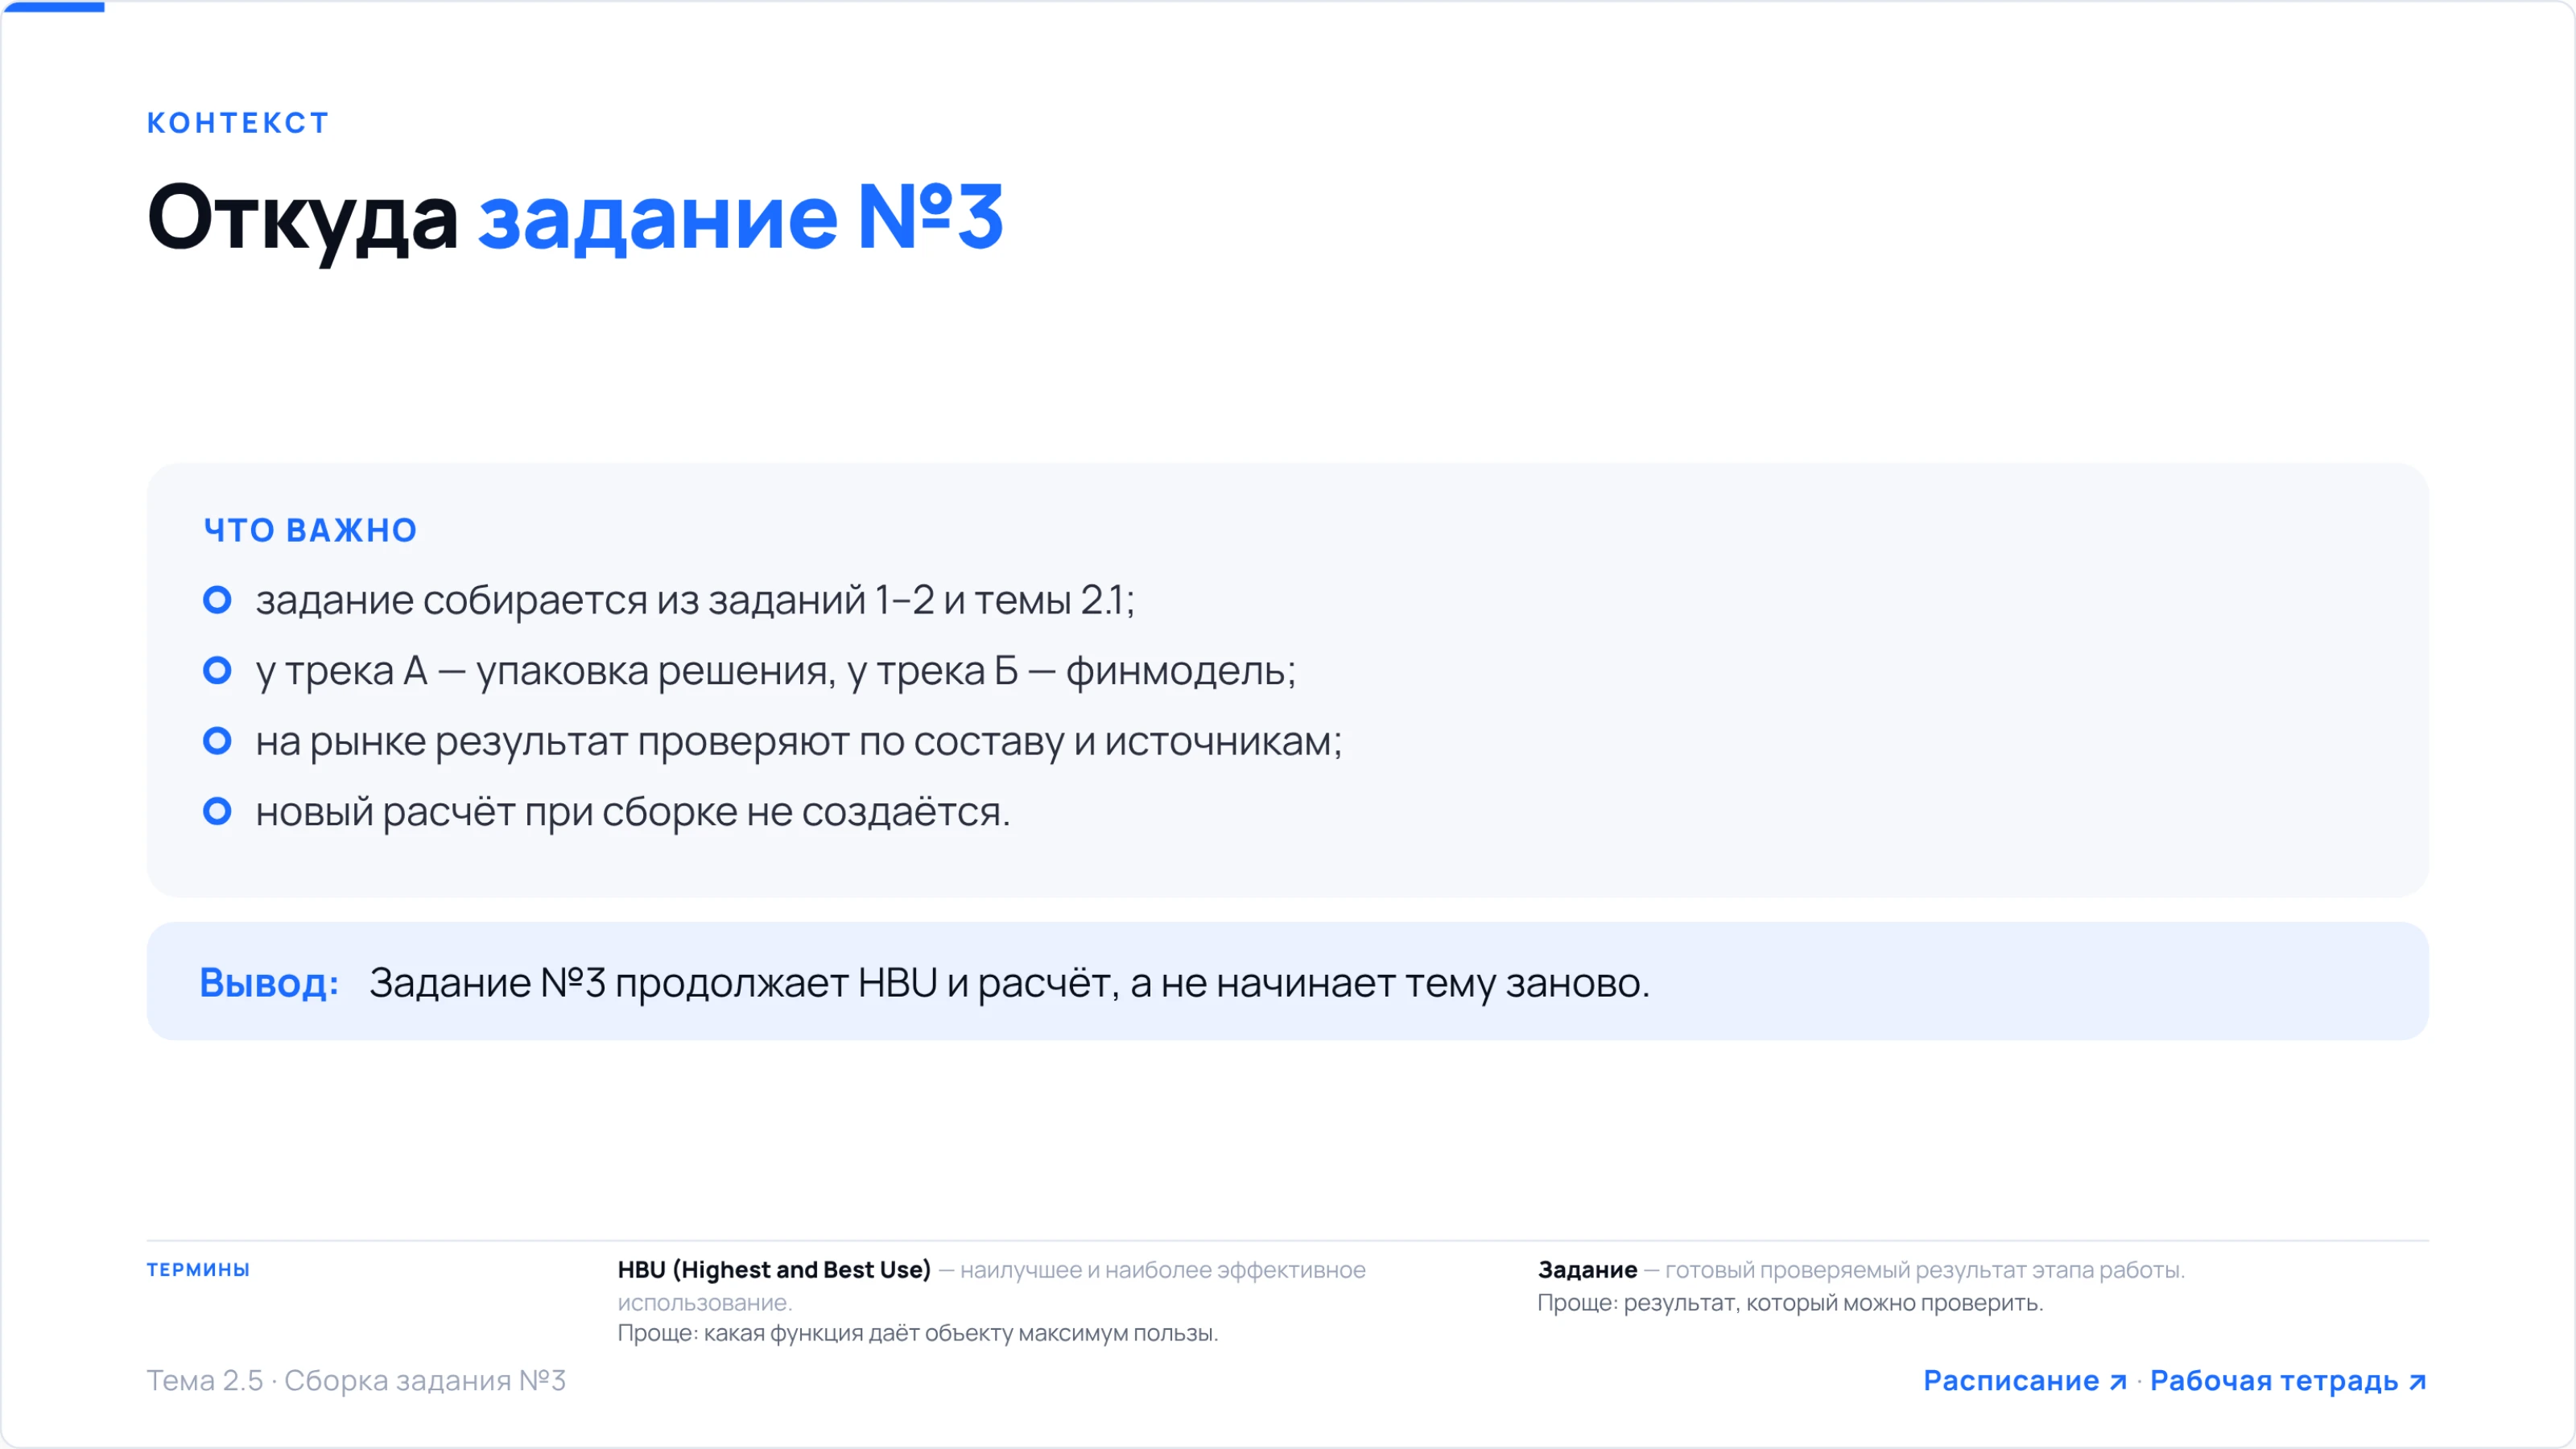 КОНТЕКСТ
Откуда задание №3
ЧТО ВАЖНО
задание собирается из заданий 1–2 и темы 2.1;
у трека А — упаковка решения, у трека Б — финмодель;
на рынке результат проверяют по составу и источникам;
новый расчёт при сборке не создаётся.
Вывод: Задание №3 продолжает HBU и расчёт, а не начинает тему заново.
ТЕРМИНЫ
HBU (Highest and Best Use) — наилучшее и наиболее эффективное
использование.
Проще: какая функция даёт объекту максимум пользы.
Задание — готовый проверяемый результат этапа работы.
Проще: результат, который можно проверить.
Тема 2.5 · Сборка задания №3
Расписание ↗ · Рабочая тетрадь ↗